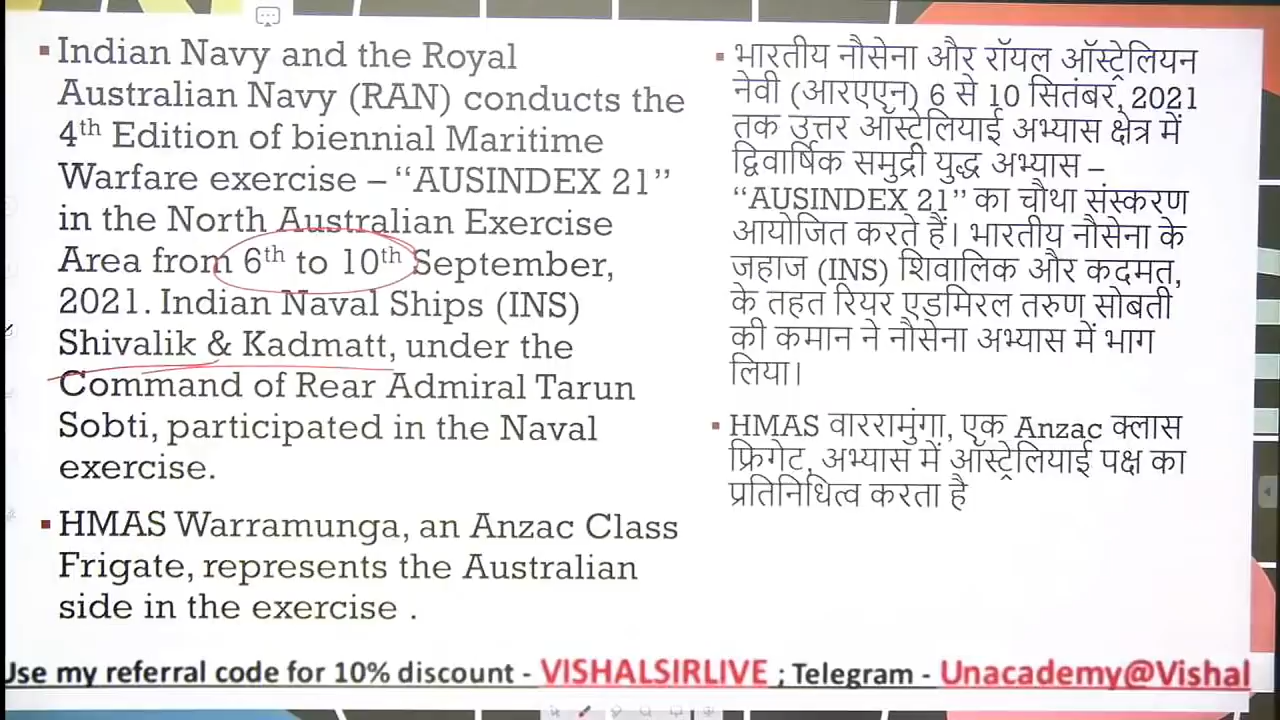 Indian Navy and the Royal
Australian Navy (RAN) conducts the
4th Edition of biennial Maritime
Warfare exercise – “AUSINDEX 21”
in the North Australian Exercise
Area from 6th to 10th September,
2021. Indian Naval Ships (INS)
Shivalik & Kadmatt, under the
Command of Rear Admiral Tarun
Sobti, participated in the Naval
exercise.
HMAS Warramunga, an Anzac Class
Frigate, represents the Australian
side in the exercise .
भारतीय नौसेना और रॉयल ऑस्ट्रेलियन
नेवी (आरएएन) 6 से 10 सितंबर, 2021
तक उत्तर ऑस्ट्रेलियाई अभ्यास क्षेत्र में
द्विवार्षिक समुद्री युद्ध अभ्यास –
“AUSINDEX 21” का चौथा संस्करण
आयोजित करते हैं। भारतीय नौसेना के
जहाज (INS) शिवालिक और कदमत,
के तहत रियर एडमिरल तरुण सोबती
की कमान ने नौसेना अभ्यास में भाग
लिया।
HMAS वाररामुंगा, एक Anzac क्लास
फ्रिगेट, अभ्यास में ऑस्ट्रेलियाई पक्ष का
प्रतिनिधित्व करता है
Use my referral code for 10% discount - VISHALSIRLIVE ; Telegram - Unacademy@Vishal